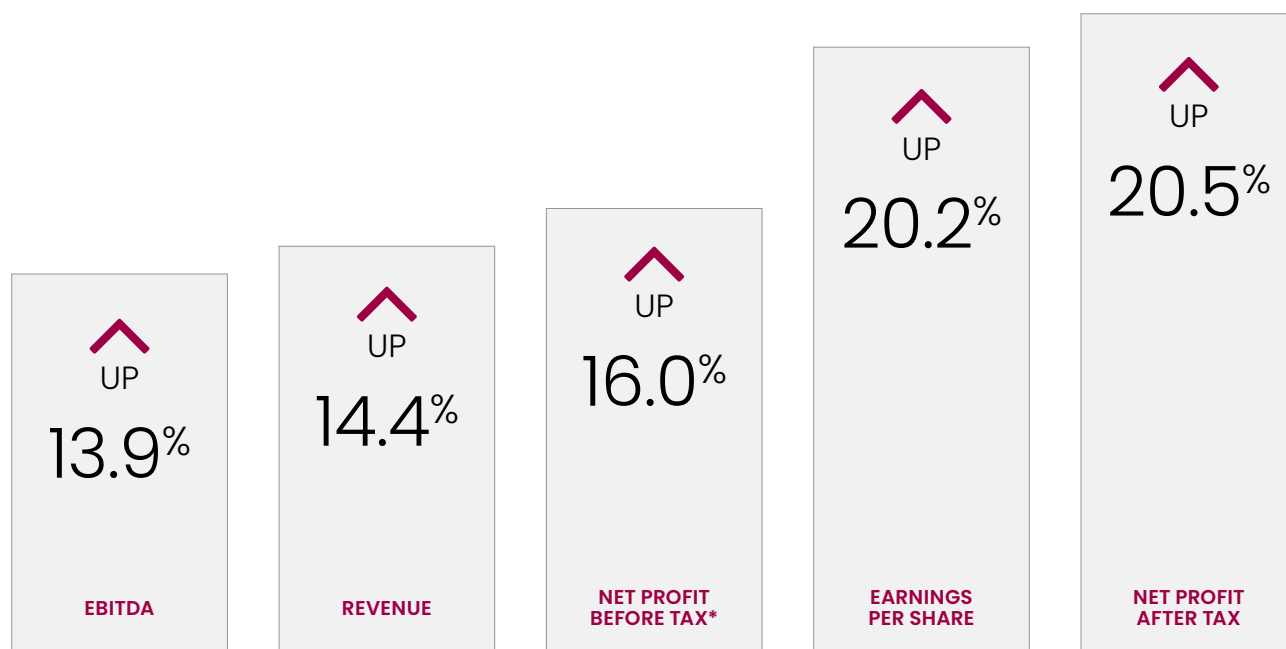 UP
13.9%
EBITDA
UP
14.4%
REVENUE
UP
16.0%
NET PROFIT
BEFORE TAX*
UP
20.2%
EARNINGS
PER SHARE
UP
20.5%
NET PROFIT
AFTER TAX